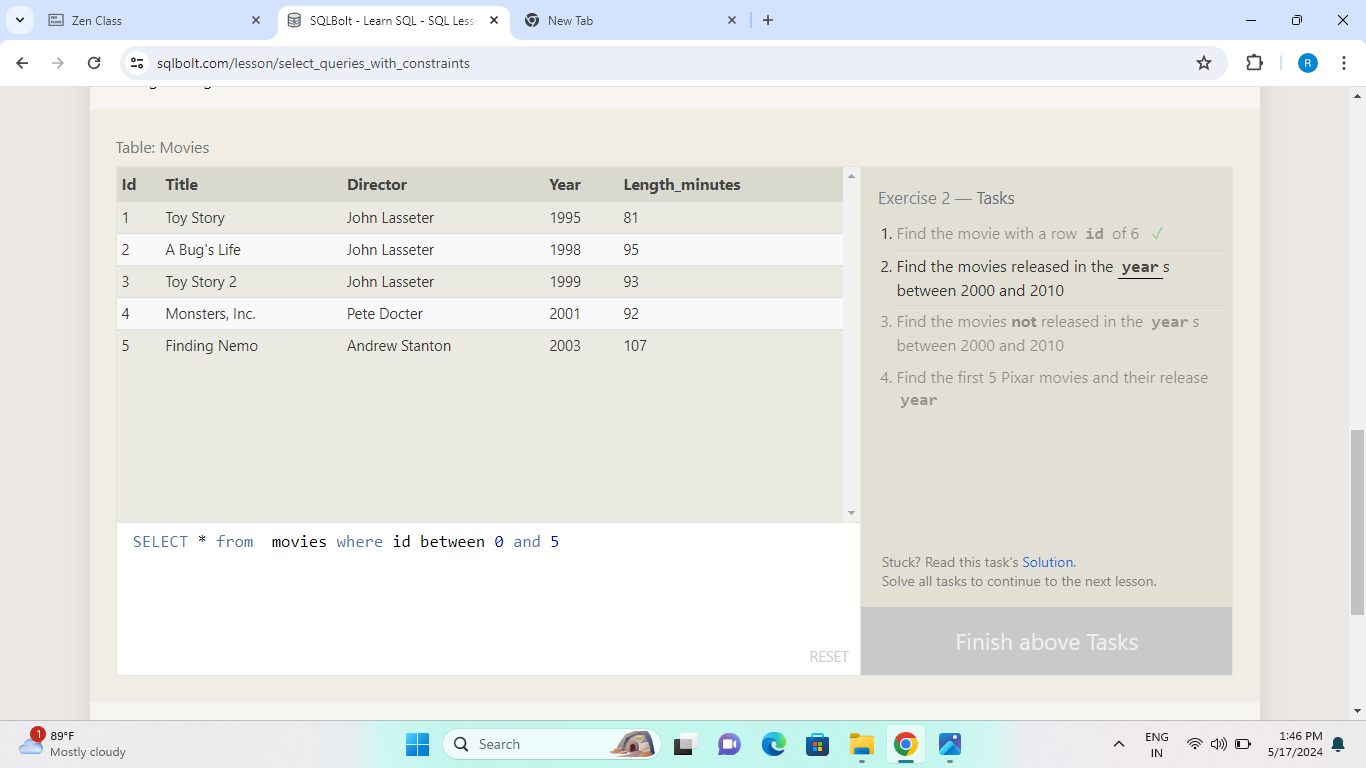 Zen Class
SQLBolt - Learn SQL - SQL Less
New Tab
sqlbolt.com/lesson/select_queries_with_constraints
R
Table: Movies
Id Title Director Year Length_minutes
1 Toy Story John Lasseter 1995 81
2 A Bug's Life John Lasseter 1998 95
3 Toy Story 2 John Lasseter 1999 93
4 Monsters, Inc. Pete Docter 2001 92
5 Finding Nemo Andrew Stanton 2003 107
SELECT * from movies where id between 0 and 5
RESET
Exercise 2 — Tasks
1. Find the movie with a row id of 6 ✓
2. Find the movies released in the year s
between 2000 and 2010
3. Find the movies not released in the year s
between 2000 and 2010
4. Find the first 5 Pixar movies and their release
year
Stuck? Read this task's Solution.
Solve all tasks to continue to the next lesson.
Finish above Tasks
1
89°F
Mostly cloudy
Search
ENG
IN
1:46 PM
5/17/2024